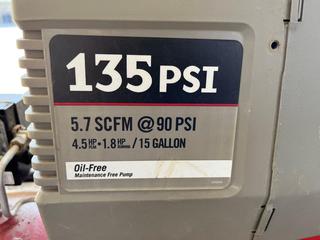 135 PSI
5.7 SCFM @ 90 PSI
4.5 HP • 1.8 HP / 15 GALLON
Oil-Free
Maintenance Free Pump